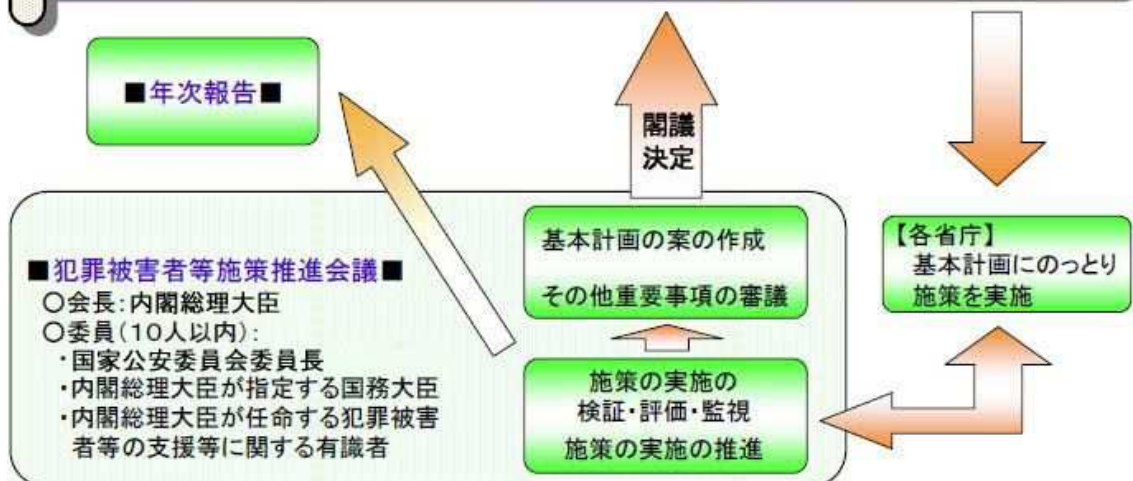 ■年次報告■
閣議
決定
■犯罪被害者等施策推進会議■
○会長:内閣総理大臣
○委員(10人以内):
・国家公安委員会委員長
・内閣総理大臣が指定する国務大臣
・内閣総理大臣が任命する犯罪被害
者等の支援等に関する有識者
基本計画の案の作成
その他重要事項の審議
施策の実施の
検証・評価・監視
施策の実施の推進
【各省庁】
基本計画にのっとり
施策を実施